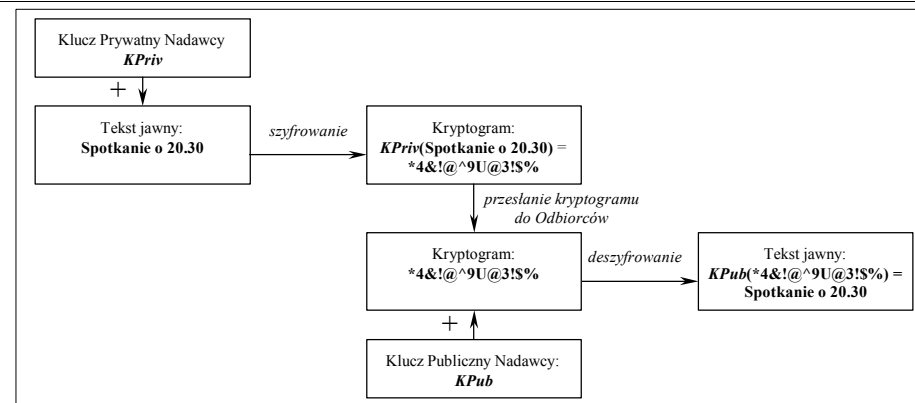 Klucz Prywatny Nadawcy
KPriv
+
Tekst jawny:
Spotkanie o 20.30
szyfrowanie
Kryptogram:
KPriv(Spotkanie o 20.30) =
*4&!@^9U@3!$%
przesłanie kryptogramu
do Odbiorców
Kryptogram:
*4&!@^9U@3!$%
deszyfrowanie
Tekst jawny:
KPub(*4&!@^9U@3!$%) =
Spotkanie o 20.30
+
Klucz Publiczny Nadawcy:
KPub